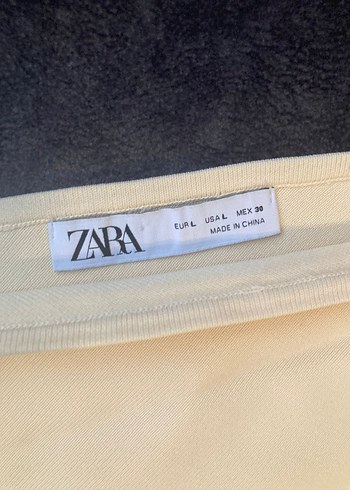 ZARA
EUR L USA L MEX 30
MADE IN CHINA